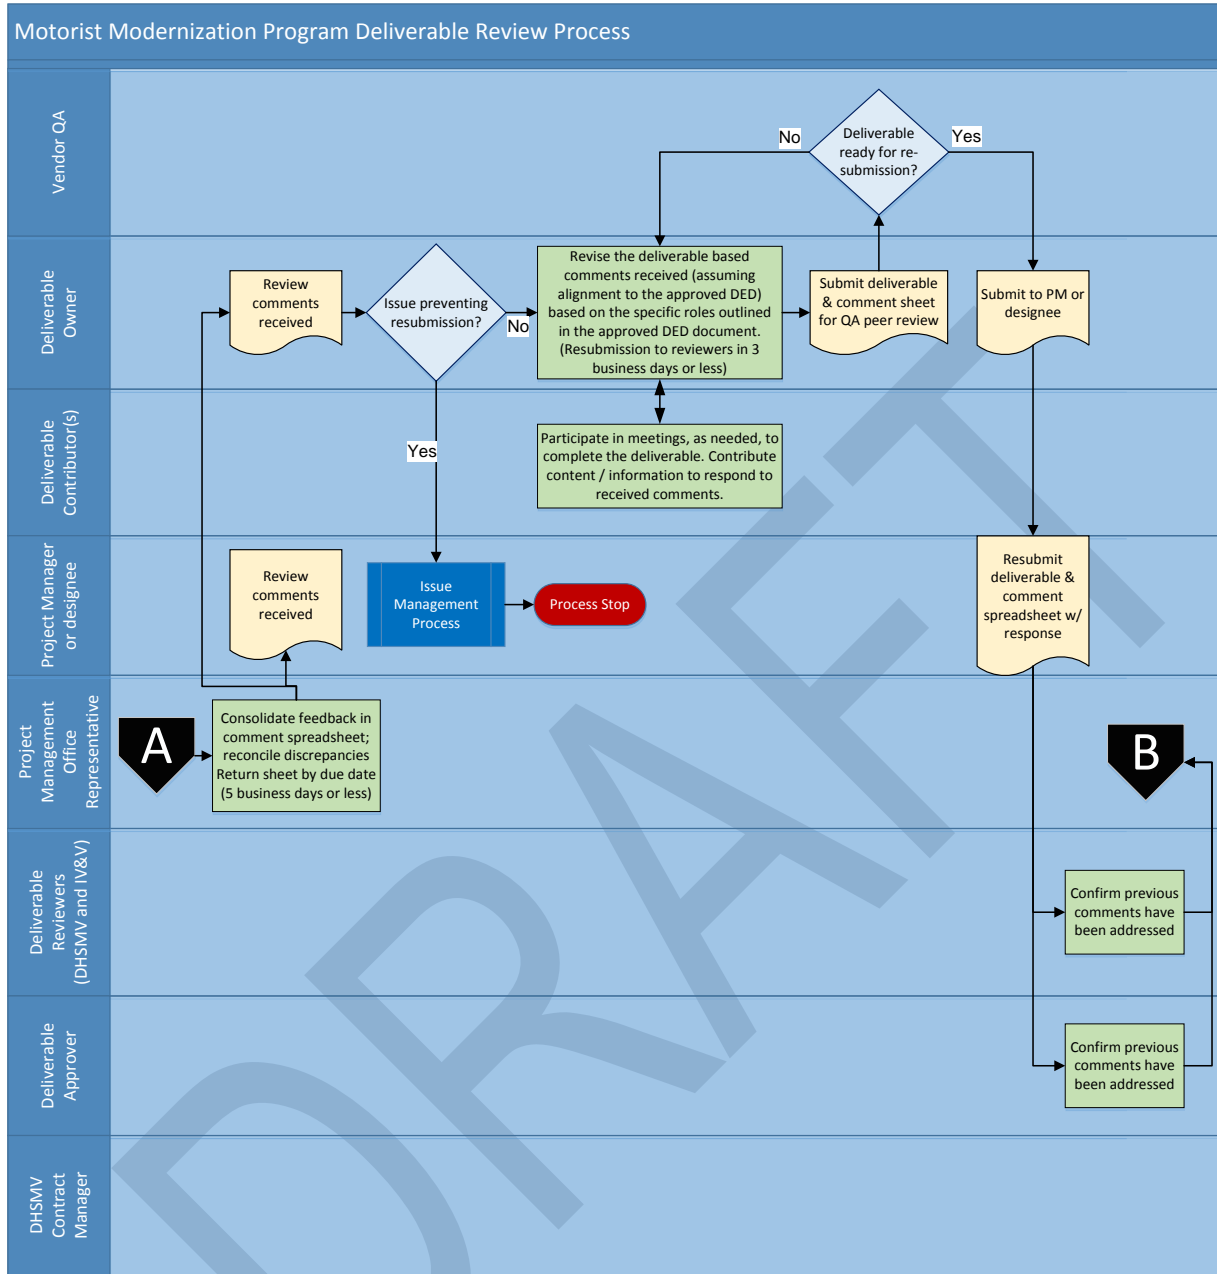 Motorist Modernization Program Deliverable Review Process
Vendor QA
No
Deliverable
ready for re-
submission?
Yes
Deliverable
Owner
Review
comments
received
Issue preventing
resubmission?
No
Revise the deliverable based
comments received (assuming
alignment to the approved DED)
based on the specific roles outlined
in the approved DED document.
(Resubmission to reviewers in 3
business days or less)
Submit deliverable
& comment sheet
for QA peer review
Submit to PM or
designee
Deliverable
Contributor(s)
Yes
Participate in meetings, as needed, to
complete the deliverable. Contribute
content / information to respond to
received comments.
Project Manager
or designee
Review
comments
received
Issue
Management
Process
Process Stop
Resubmit
deliverable &
comment
spreadsheet w/
response
Project
Management
Office
Representative
A
Consolidate feedback in
comment spreadsheet;
reconcile discrepancies
Return sheet by due date
(5 business days or less)
B
Deliverable
Reviewers
(DHSMV and IV&V)
Confirm previous
comments have
been addressed
Deliverable
Approver
Confirm previous
comments have
been addressed
DHSMV
Contract
Manager
DRAFT